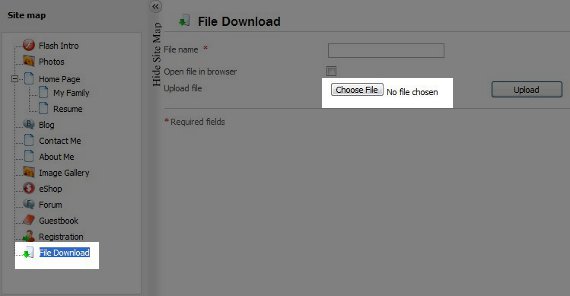 Site map
Flash Intro
Photos
Home Page
My Family
Resume
Blog
Contact Me
About Me
Image Gallery
eShop
Forum
Guestbook
Registration
File Download
Hide Site Map
File Download
File name *
Open file in browser
Upload file Choose File No file chosen Upload
* Required fields